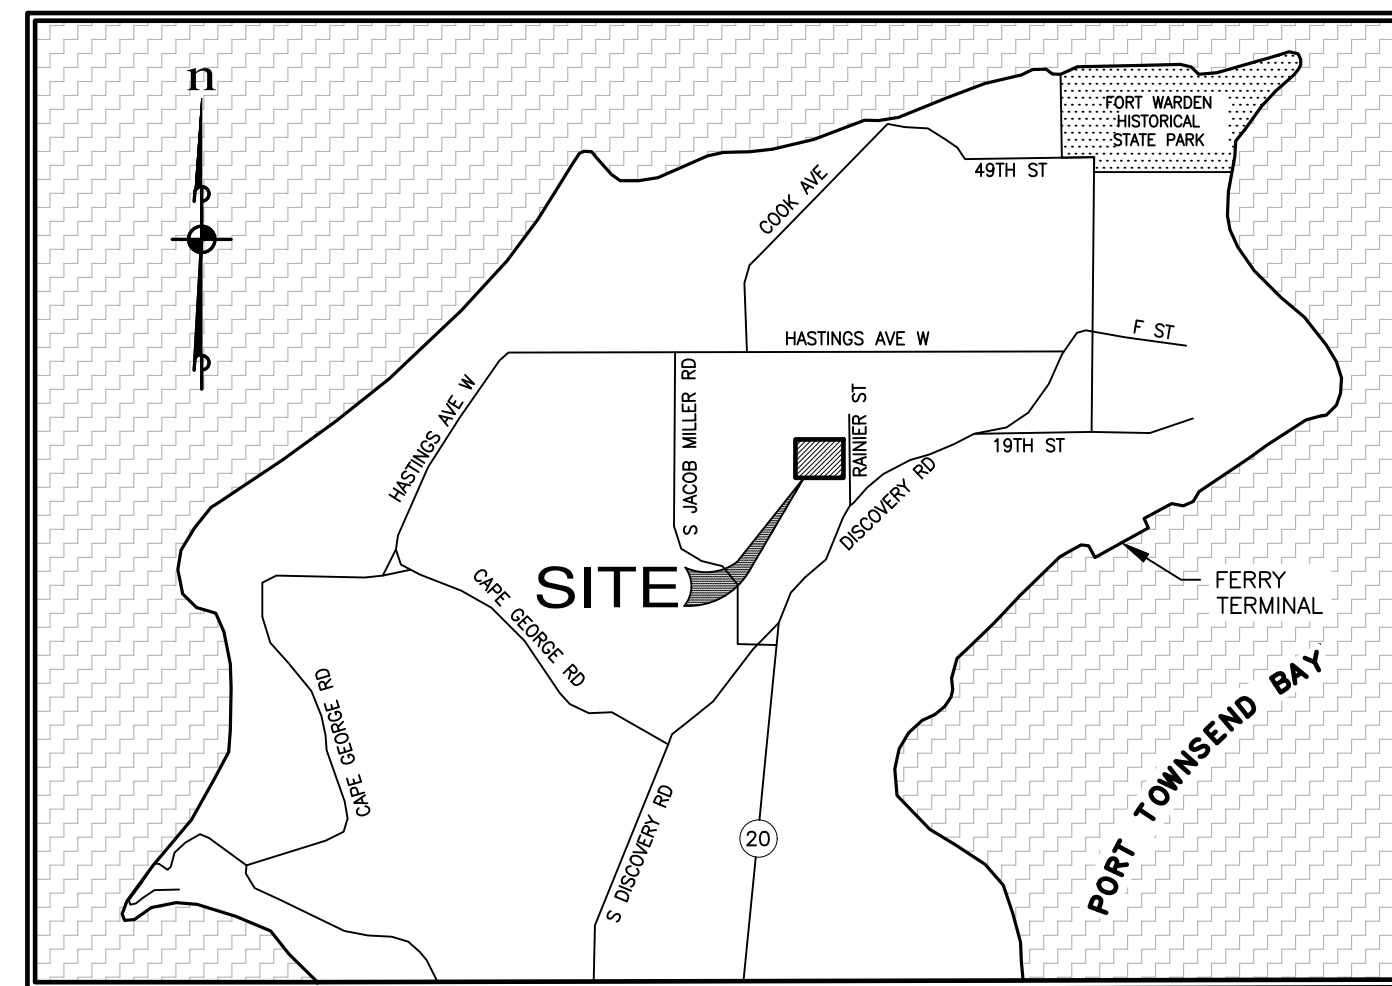 n
FORT WARDEN
HISTORICAL
STATE PARK
49TH ST
COOK AVE
HASTINGS AVE W
F ST
HASTINGS AVE W
S JACOB MILLER RD
RAINIER ST
19TH ST
DISCOVERY RD
SITE
CAPE GEORGE RD
FERRY
TERMINAL
CAPE GEORGE RD
PORT TOWNSEND BAY
S DISCOVERY RD
20